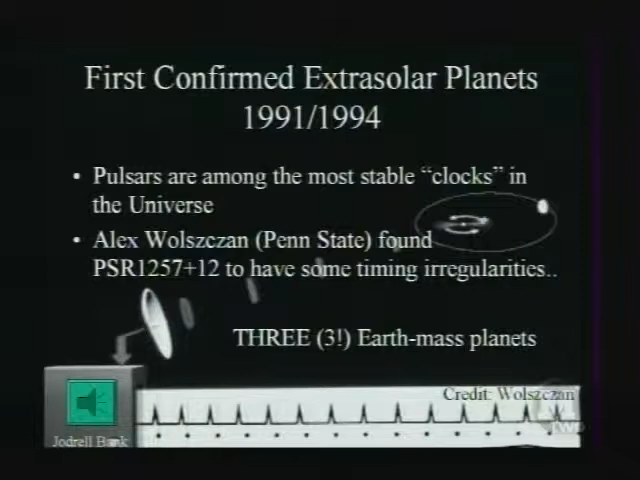 First Confirmed Extrasolar Planets
1991/1994
• Pulsars are among the most stable “clocks” in
the Universe
• Alex Wolszczan (Penn State) found
PSR1257+12 to have some timing irregularities..
THREE (3!) Earth-mass planets
Credit: Wolszczan
Jodrell Bank